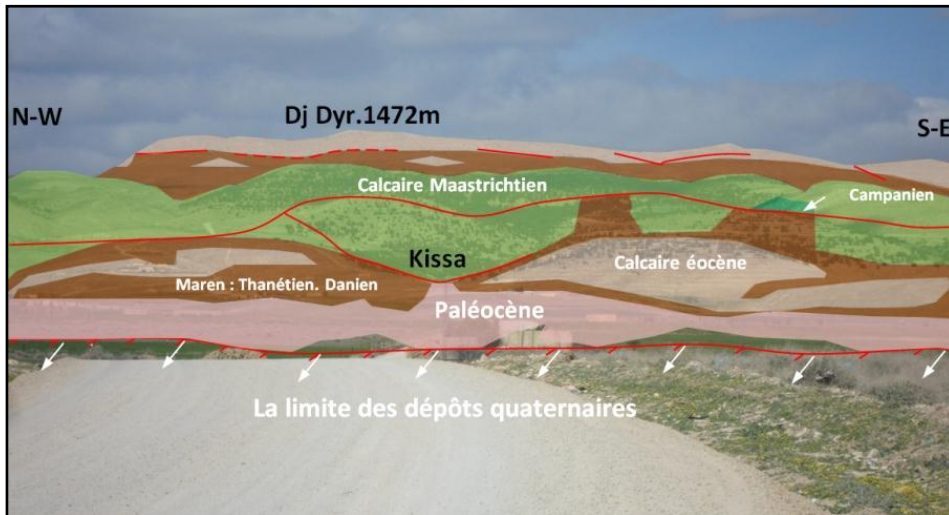 N-W
Dj Dyr.1472m
S-E
Calcaire Maastrichtien
Campanien
Kissa
Calcaire éocène
Maren : Thanétien. Danien
Paléocène
La limite des dépôts quaternaires